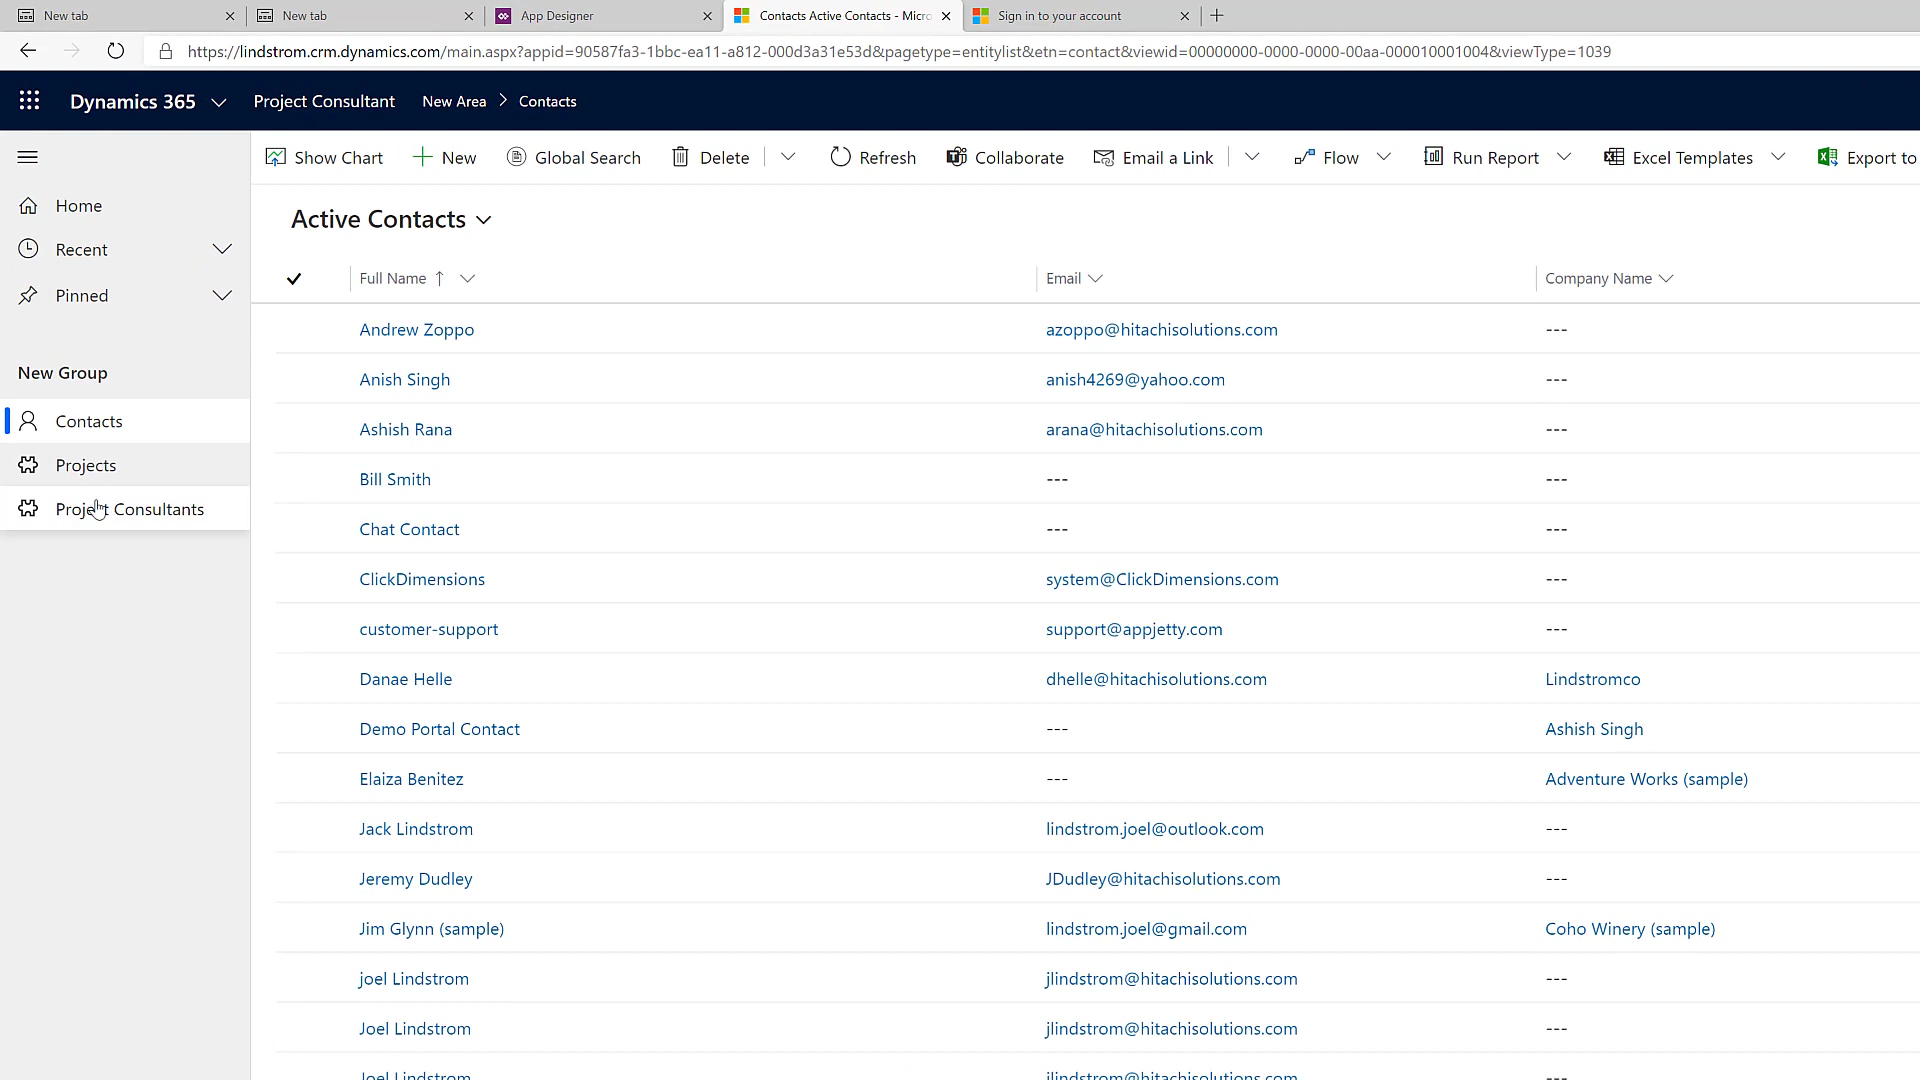 New tab
New tab
App Designer
Contacts Active Contacts - Micro
Sign in to your account
https://lindstrom.crm.dynamics.com/main.aspx?appid=90587fa3-1bbc-ea11-a812-000d3a31e53d&pagetype=entitylist&etn=contact&viewid=00000000-0000-0000-00aa-000010001004&viewType=1039
Dynamics 365
Project Consultant
New Area > Contacts
Show Chart
New
Global Search
Delete
Refresh
Collaborate
Email a Link
Flow
Run Report
Excel Templates
Export to
Home
Recent
Pinned
New Group
Contacts
Projects
Project Consultants
Active Contacts
Full Name Email Company Name
Andrew Zoppo azoppo@hitachisolutions.com ---
Anish Singh anish4269@yahoo.com ---
Ashish Rana arana@hitachisolutions.com ---
Bill Smith --- ---
Chat Contact --- ---
ClickDimensions system@ClickDimensions.com ---
customer-support support@appjetty.com ---
Danae Helle dhelle@hitachisolutions.com Lindstromco
Demo Portal Contact --- Ashish Singh
Elaiza Benitez --- Adventure Works (sample)
Jack Lindstrom lindstrom.joel@outlook.com ---
Jeremy Dudley JDudley@hitachisolutions.com ---
Jim Glynn (sample) lindstrom.joel@gmail.com Coho Winery (sample)
joel Lindstrom jlindstrom@hitachisolutions.com ---
Joel Lindstrom jlindstrom@hitachisolutions.com ---
Joel Lindstrom jlindstrom@hitachisolutions.com ---